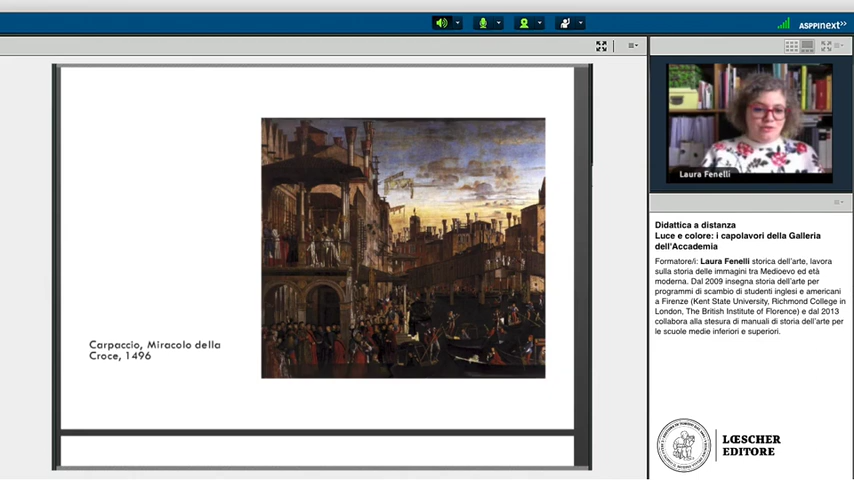 ASPPInext>>
Carpaccio, Miracolo della
Croce, 1496
Laura Fenelli
Didattica a distanza
Luce e colore: i capolavori della Galleria
dell'Accademia
Formatore/i: Laura Fenelli storica dell'arte, lavora
sulla storia delle immagini tra Medioevo ed età
moderna. Dal 2009 insegna storia dell'arte per
programmi di scambio di studenti inglesi e americani
a Firenze (Kent State University, Richmond College in
London, The British Institute of Florence) e dal 2013
collabora alla stesura di manuali di storia dell'arte per
le scuole medie inferiori e superiori.
LŒSCHER
EDITORE